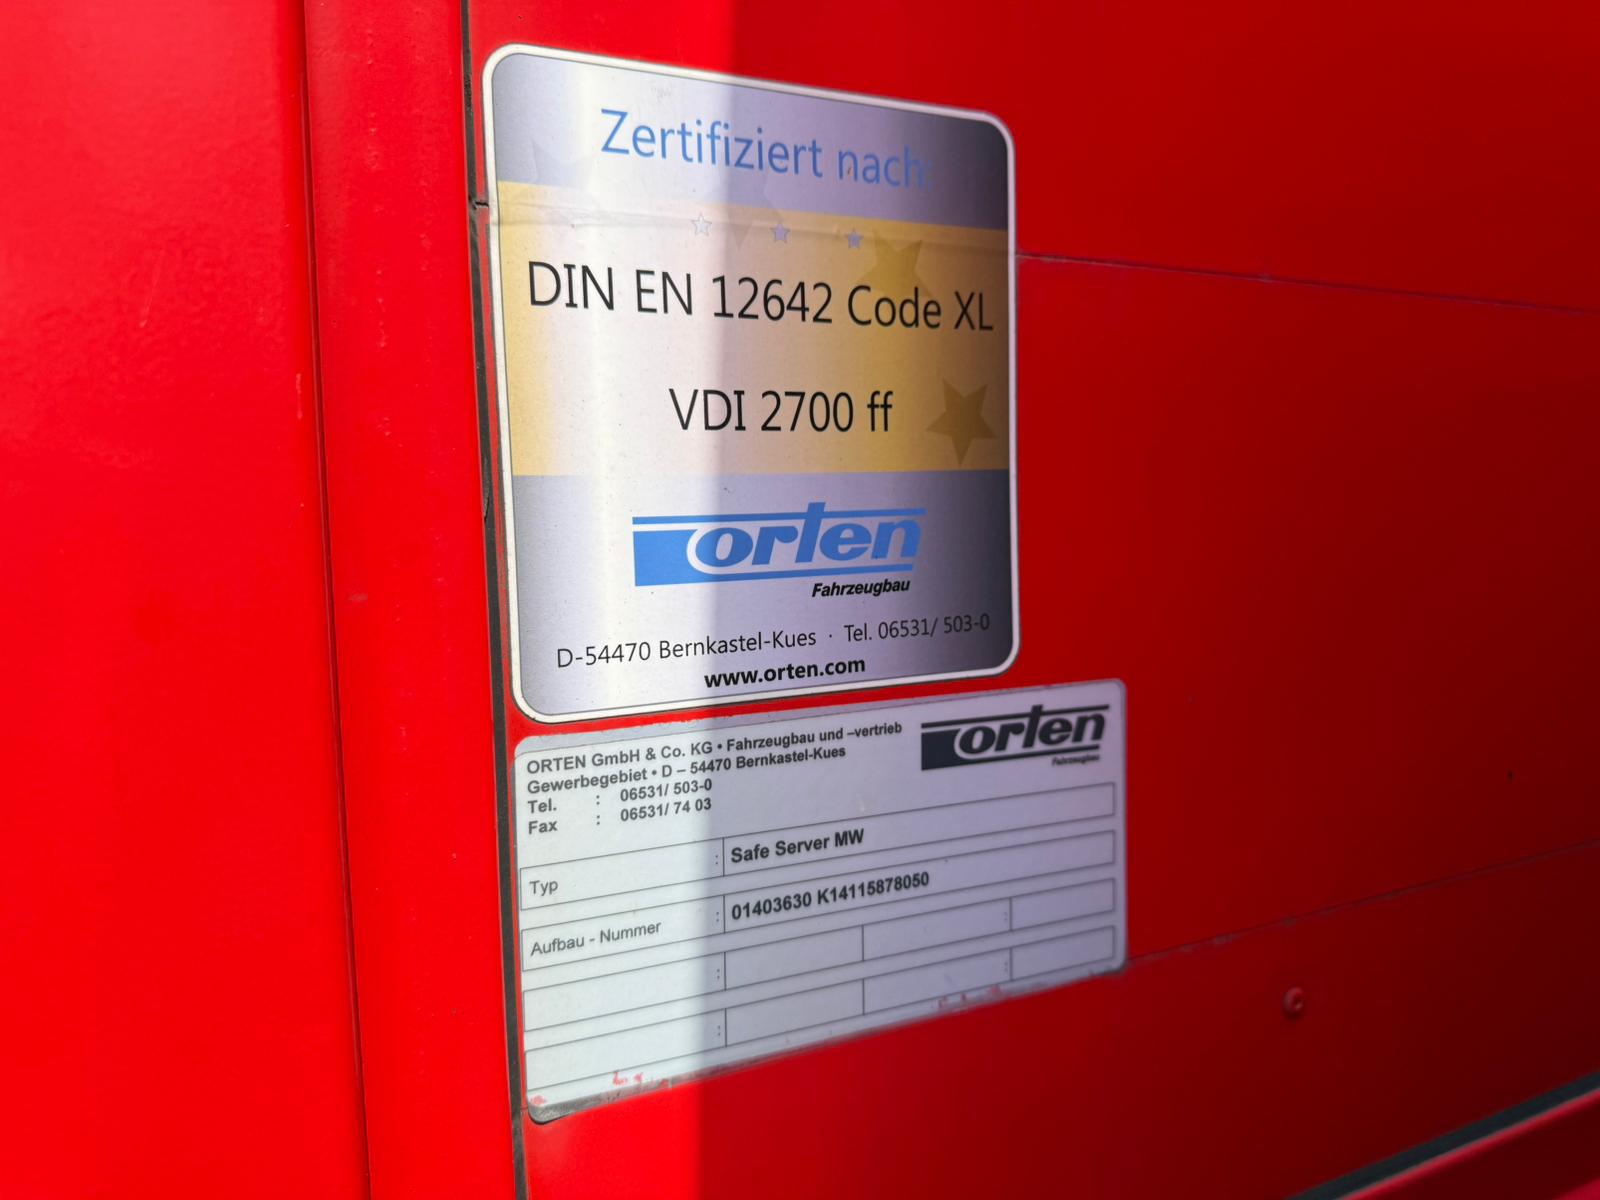 Zertifiziert nach:
DIN EN 12642 Code XL
VDI 2700 ff
orten
Fahrzeugbau
D-54470 Bernkastel-Kues · Tel. 06531/ 503-0
www.orten.com
ORTEN GmbH & Co. KG • Fahrzeugbau und –vertrieb
Gewerbegebiet • D – 54470 Bernkastel-Kues
Tel. : 06531/ 503-0
Fax : 06531/ 74 03
orten
Fahrzeugbau
Typ : Safe Server MW
Aufbau - Nummer : 01403630 K14115878050
: :
: :